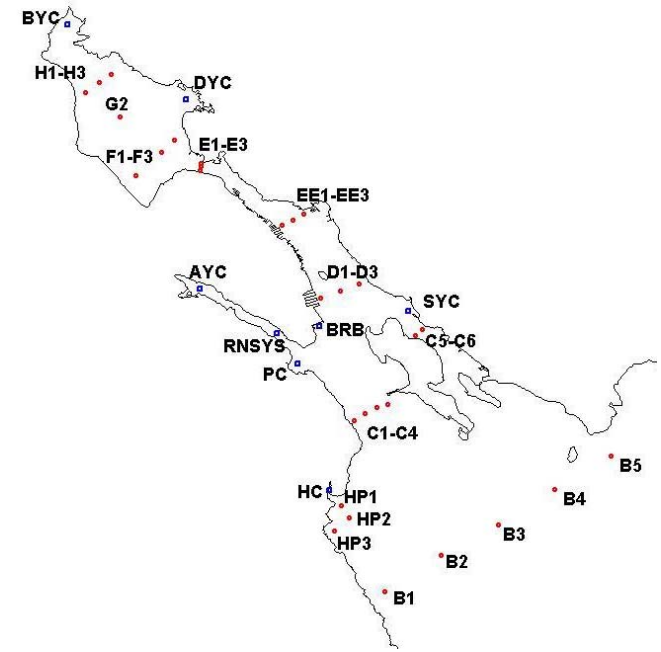 BYC
H1-H3
DYC
G2
E1-E3
F1-F3
EE1-EE3
AYC
D1-D3
SYC
BRB
RNSYS
C5-C6
PC
C1-C4
B5
HC
B4
HP1
HP2
B3
HP3
B2
B1